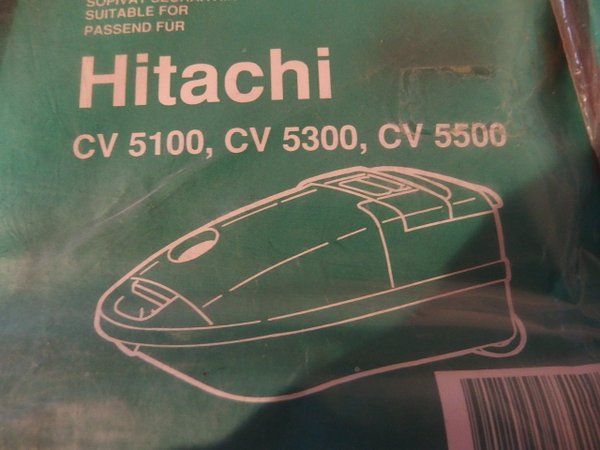 SUITABLE FOR
PASSEND FÜR
Hitachi
CV 5100, CV 5300, CV 5500